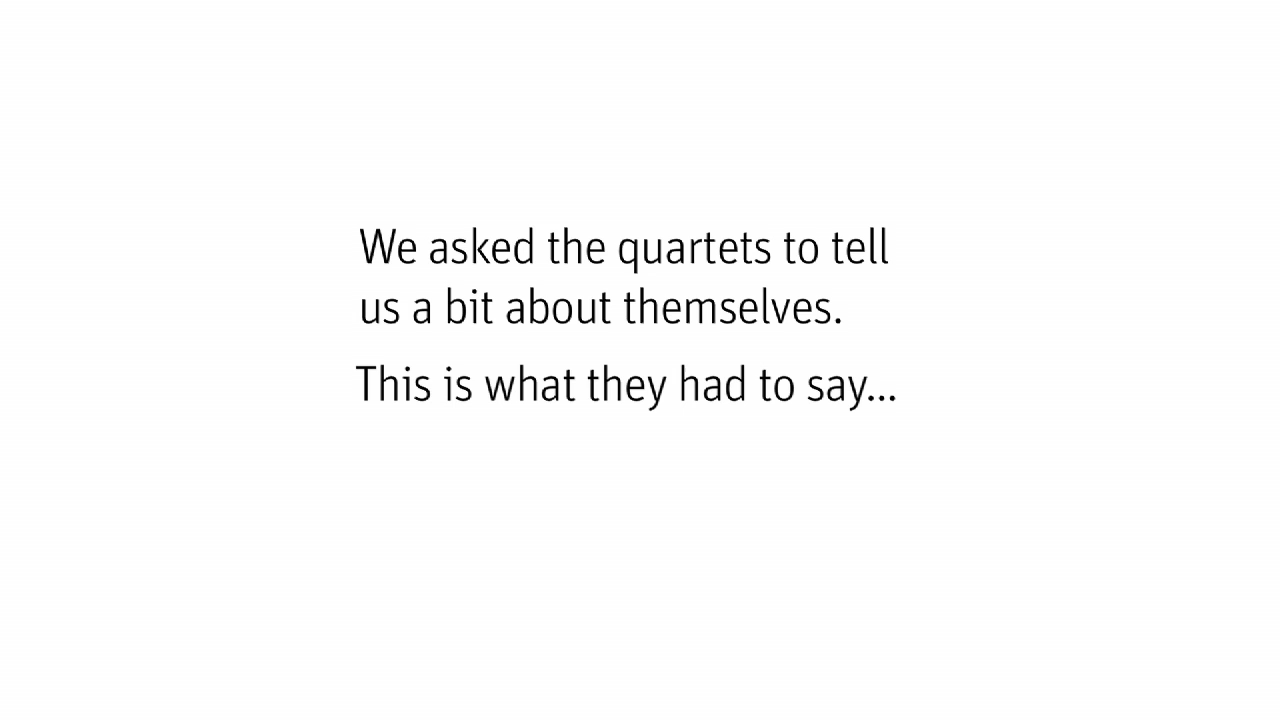 We asked the quartets to tell
us a bit about themselves.
This is what they had to say...